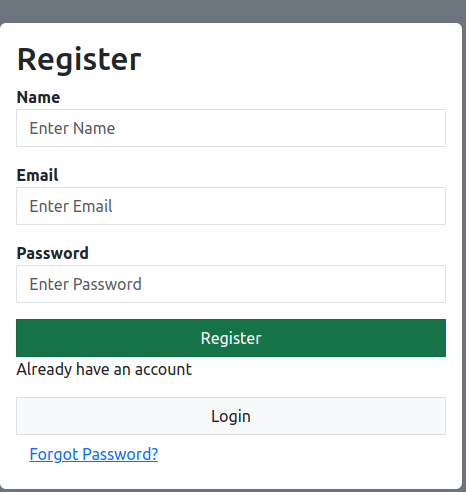 Register
Name
Enter Name
Email
Enter Email
Password
Enter Password
Register
Already have an account
Login
Forgot Password?